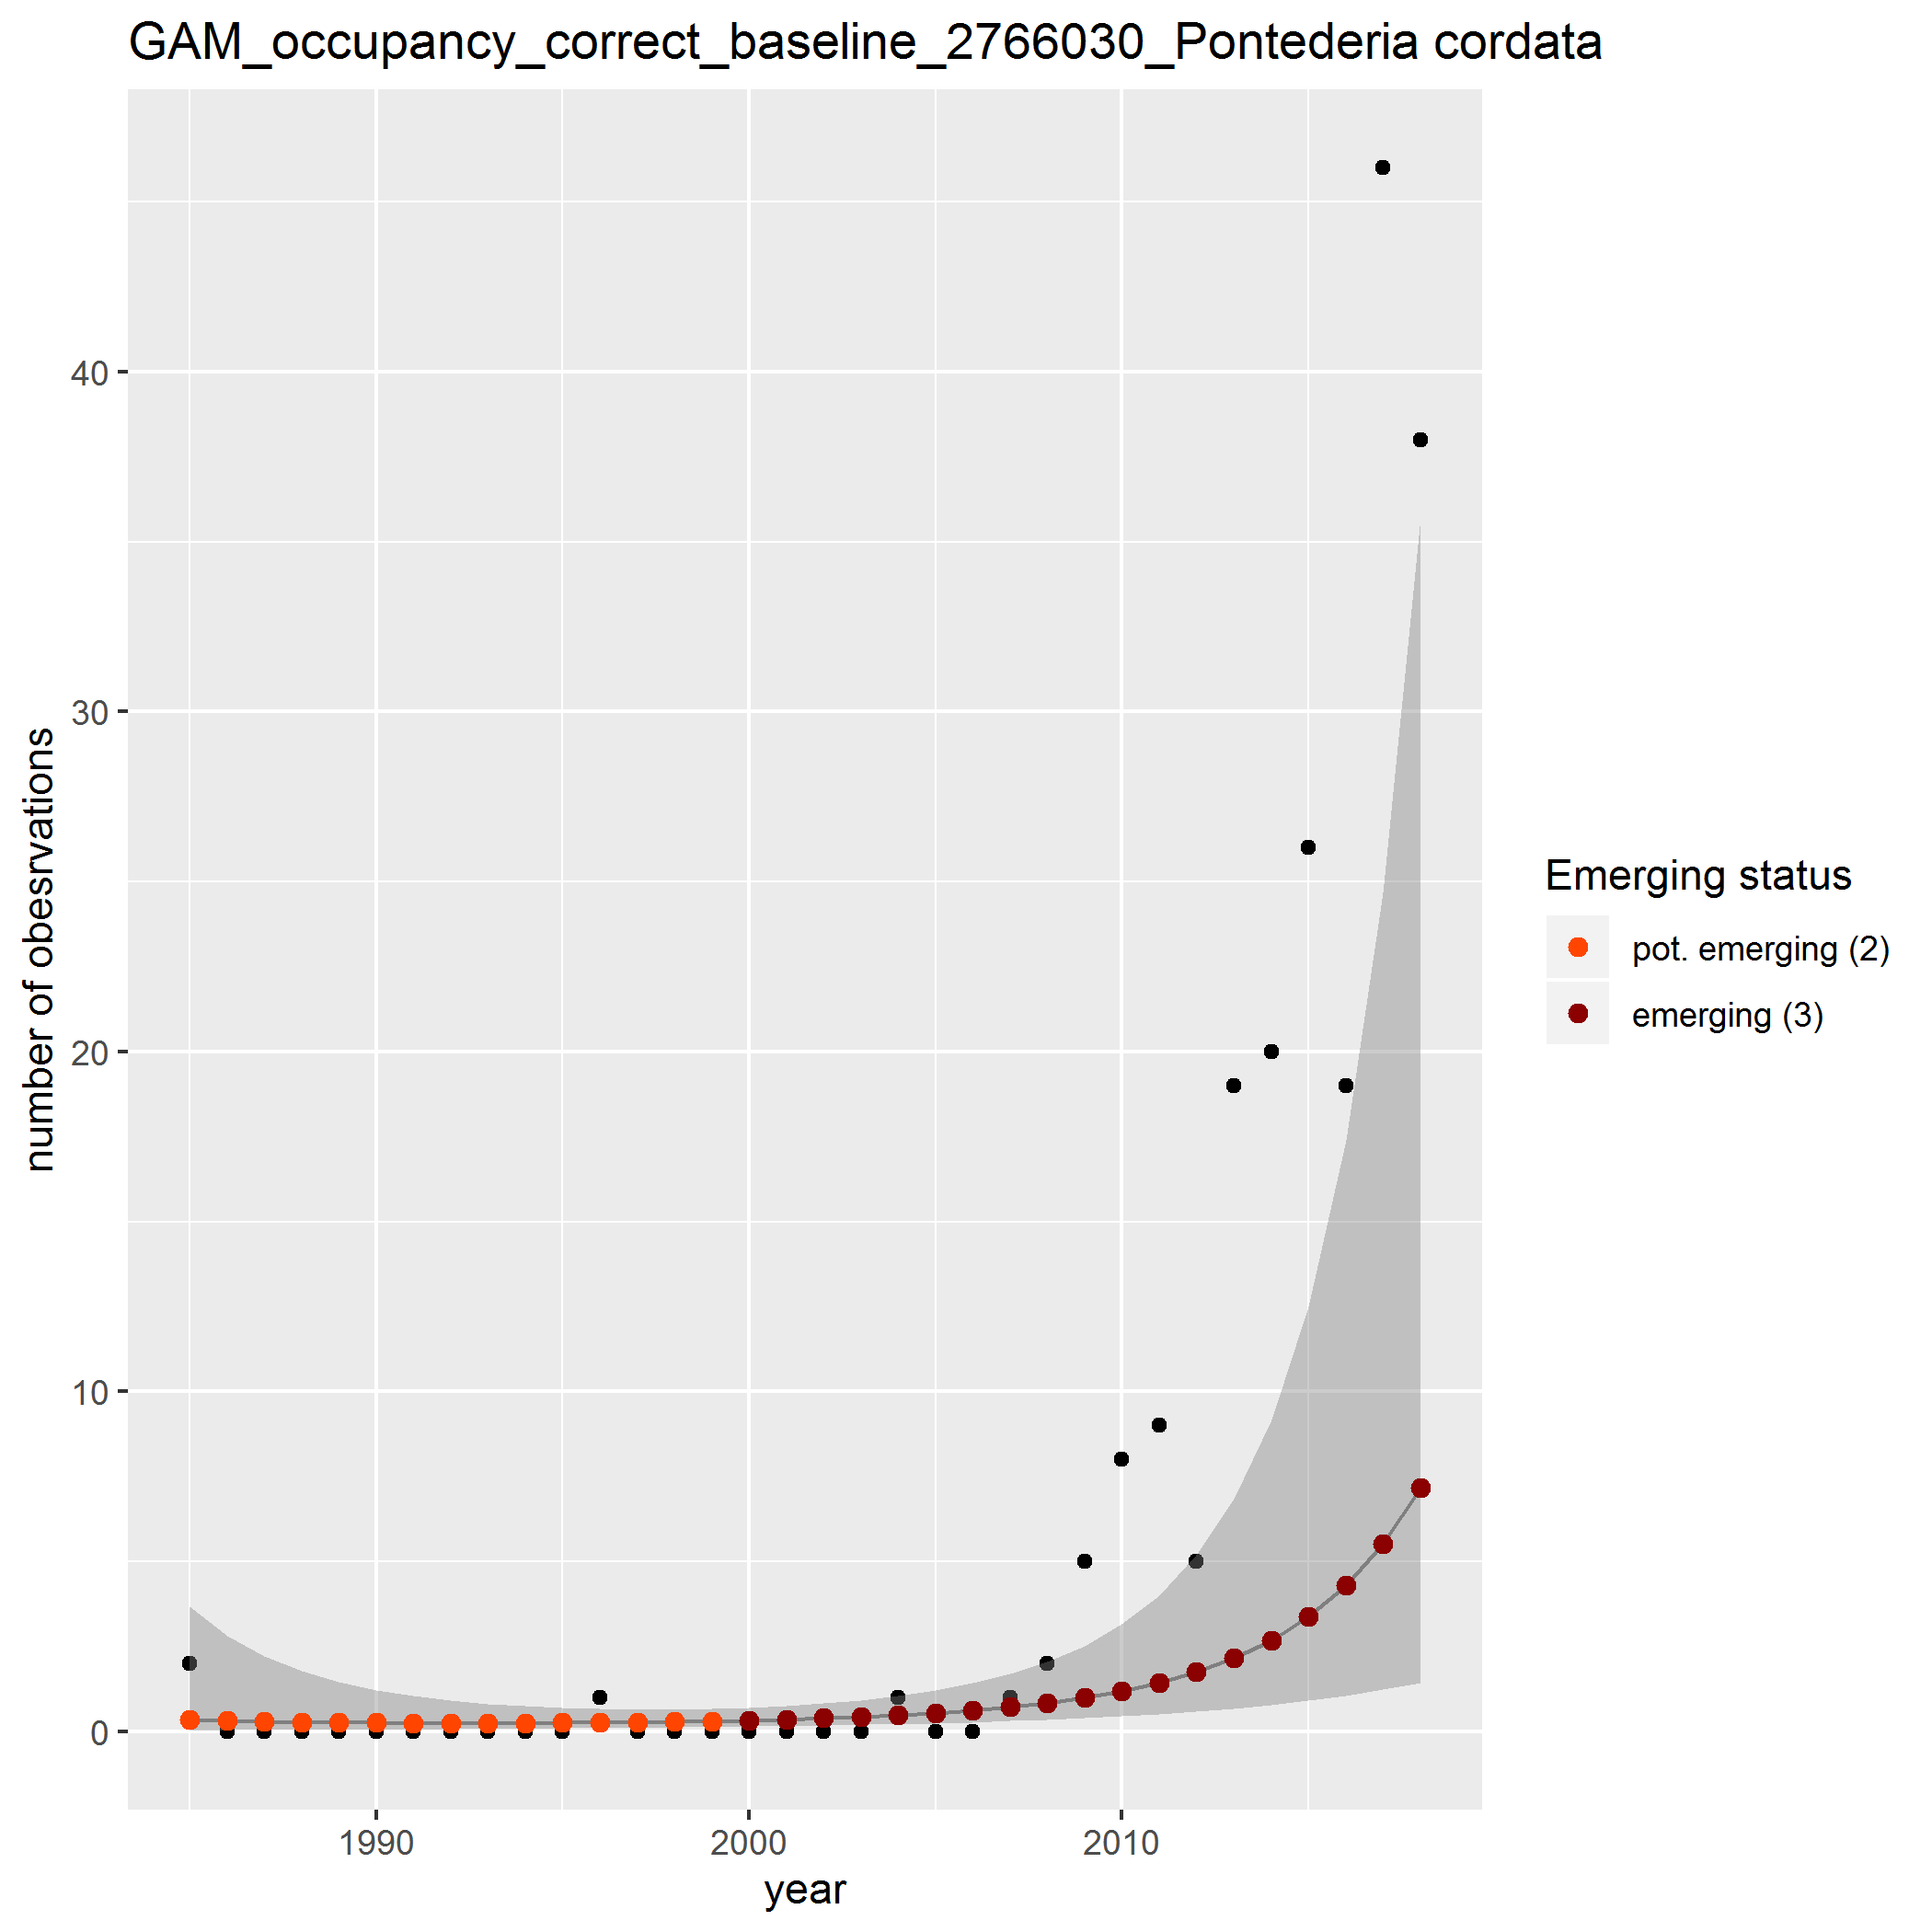 GAM_occupancy_correct_baseline_2766030_Pontederia cordata
number of obesrvations
40
30
20
10
0
1990
2000
2010
year
Emerging status
pot. emerging (2)
emerging (3)